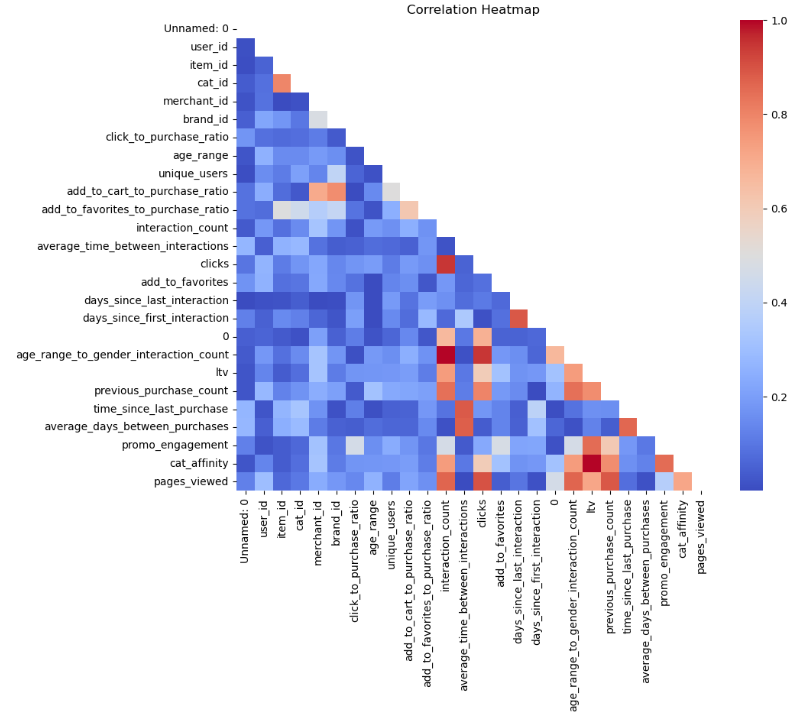 Correlation Heatmap
Unnamed: 0
user_id
item_id
cat_id
merchant_id
brand_id
click_to_purchase_ratio
age_range
unique_users
add_to_cart_to_purchase_ratio
add_to_favorites_to_purchase_ratio
interaction_count
average_time_between_interactions
clicks
add_to_favorites
days_since_last_interaction
days_since_first_interaction
0
age_range_to_gender_interaction_count
ltv
previous_purchase_count
time_since_last_purchase
average_days_between_purchases
promo_engagement
cat_affinity
pages_viewed
Unnamed: 0
user_id
item_id
cat_id
merchant_id
brand_id
click_to_purchase_ratio
age_range
unique_users
add_to_cart_to_purchase_ratio
add_to_favorites_to_purchase_ratio
interaction_count
average_time_between_interactions
clicks
add_to_favorites
days_since_last_interaction
days_since_first_interaction
0
age_range_to_gender_interaction_count
ltv
previous_purchase_count
time_since_last_purchase
average_days_between_purchases
promo_engagement
cat_affinity
pages_viewed
1.0
0.8
0.6
0.4
0.2